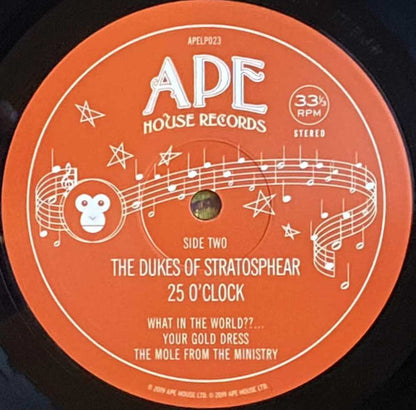 APELP023
APE
HOUSE RECORDS
33⅓
RPM
STEREO
SIDE TWO
THE DUKES OF STRATOSPHEAR
25 O'CLOCK
WHAT IN THE WORLD??...
YOUR GOLD DRESS
THE MOLE FROM THE MINISTRY
© 2019 APE HOUSE LTD. © 2019 APE HOUSE LTD.